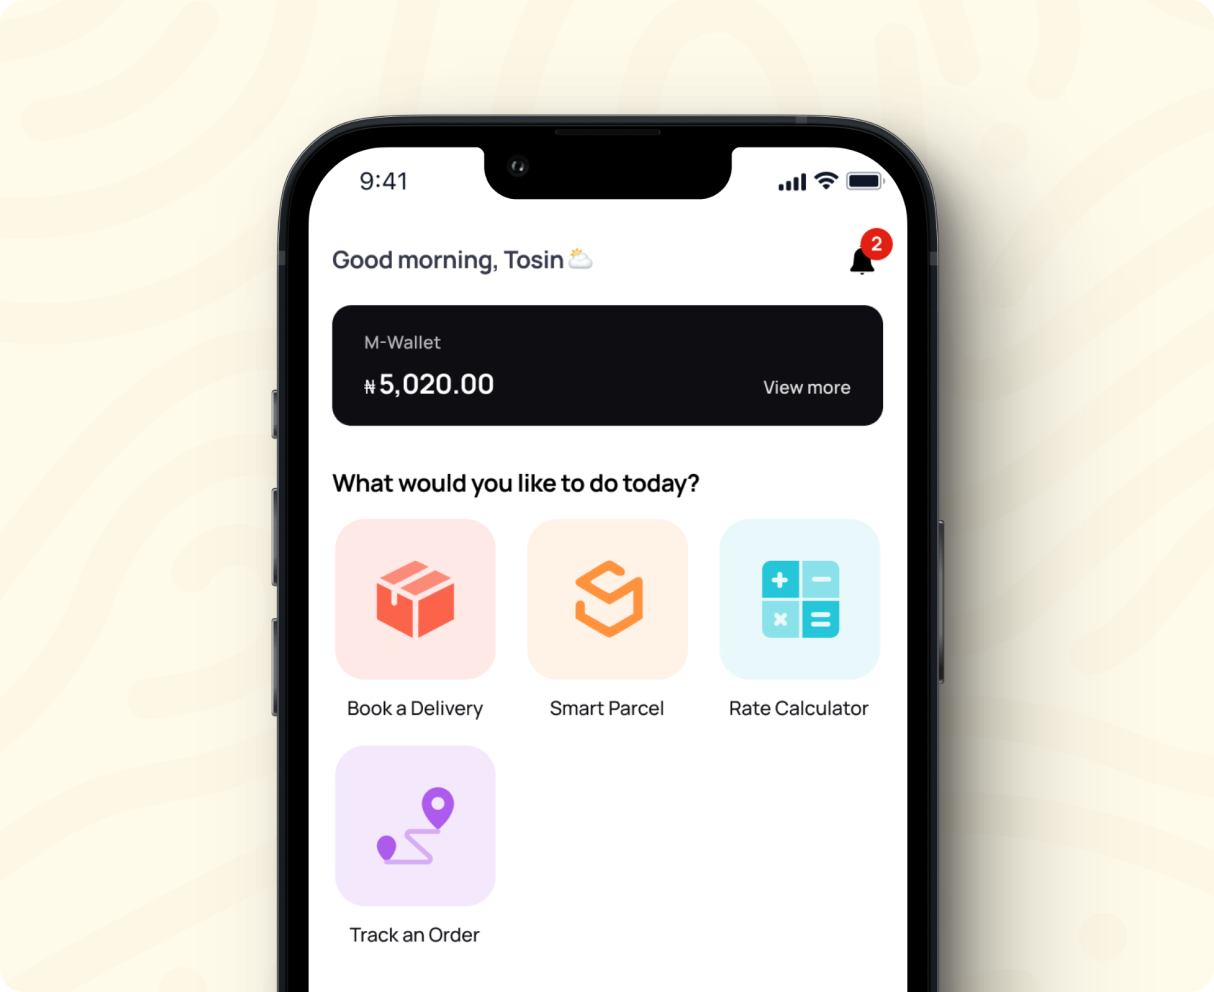 9:41
Good morning, Tosin
2
M-Wallet
₦5,020.00
View more
What would you like to do today?
Book a Delivery
Smart Parcel
Rate Calculator
Track an Order